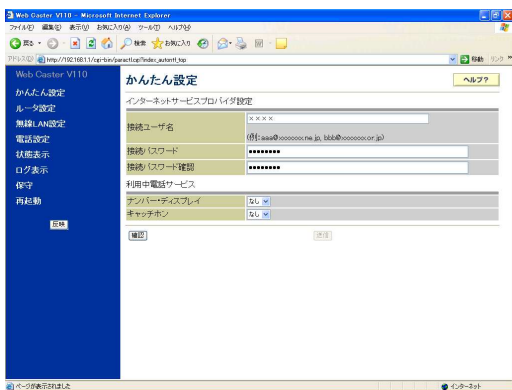 Web Caster V110 - Microsoft Internet Explorer
ファイル(F) 編集(E) 表示(V) お気に入り(A) ツール(T) ヘルプ(H)
戻る 検索 お気に入り
アドレス(D) http://192.168.1.1/cgi-bin/paractl.cgi?index_autontf_top 移動 リンク »
Web Caster V110
かんたん設定
ルータ設定
無線LAN設定
電話設定
状態表示
ログ表示
保守
再起動
反映
かんたん設定
ヘルプ?
インターネットサービスプロバイダ設定
接続ユーザ名
××××
(例:aaa@xxxxxxx.ne.jp, bbb@xxxxxxx.or.jp)
接続パスワード ●●●●●●●●
接続パスワード確認 ●●●●●●●●
利用中電話サービス
ナンバー・ディスプレイ なし
キャッチホン なし
確認 送信
ページが表示されました インターネット